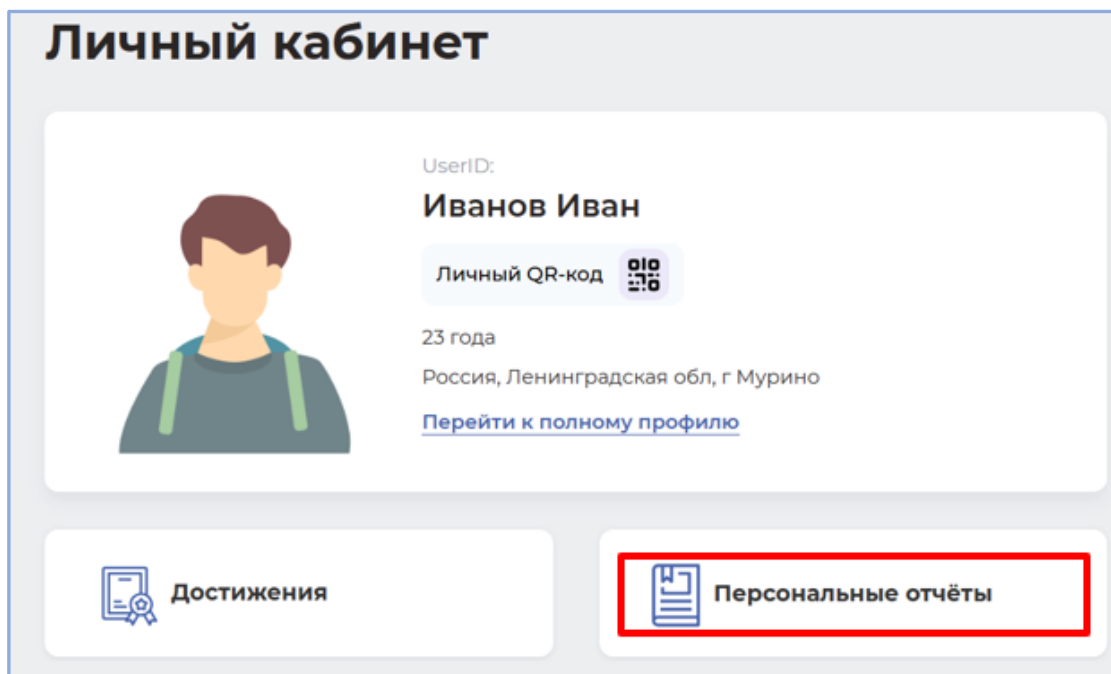 Личный кабинет
UserID:
Иванов Иван
Личный QR-код
23 года
Россия, Ленинградская обл, г Мурино
Перейти к полному профилю
Достижения
Персональные отчёты